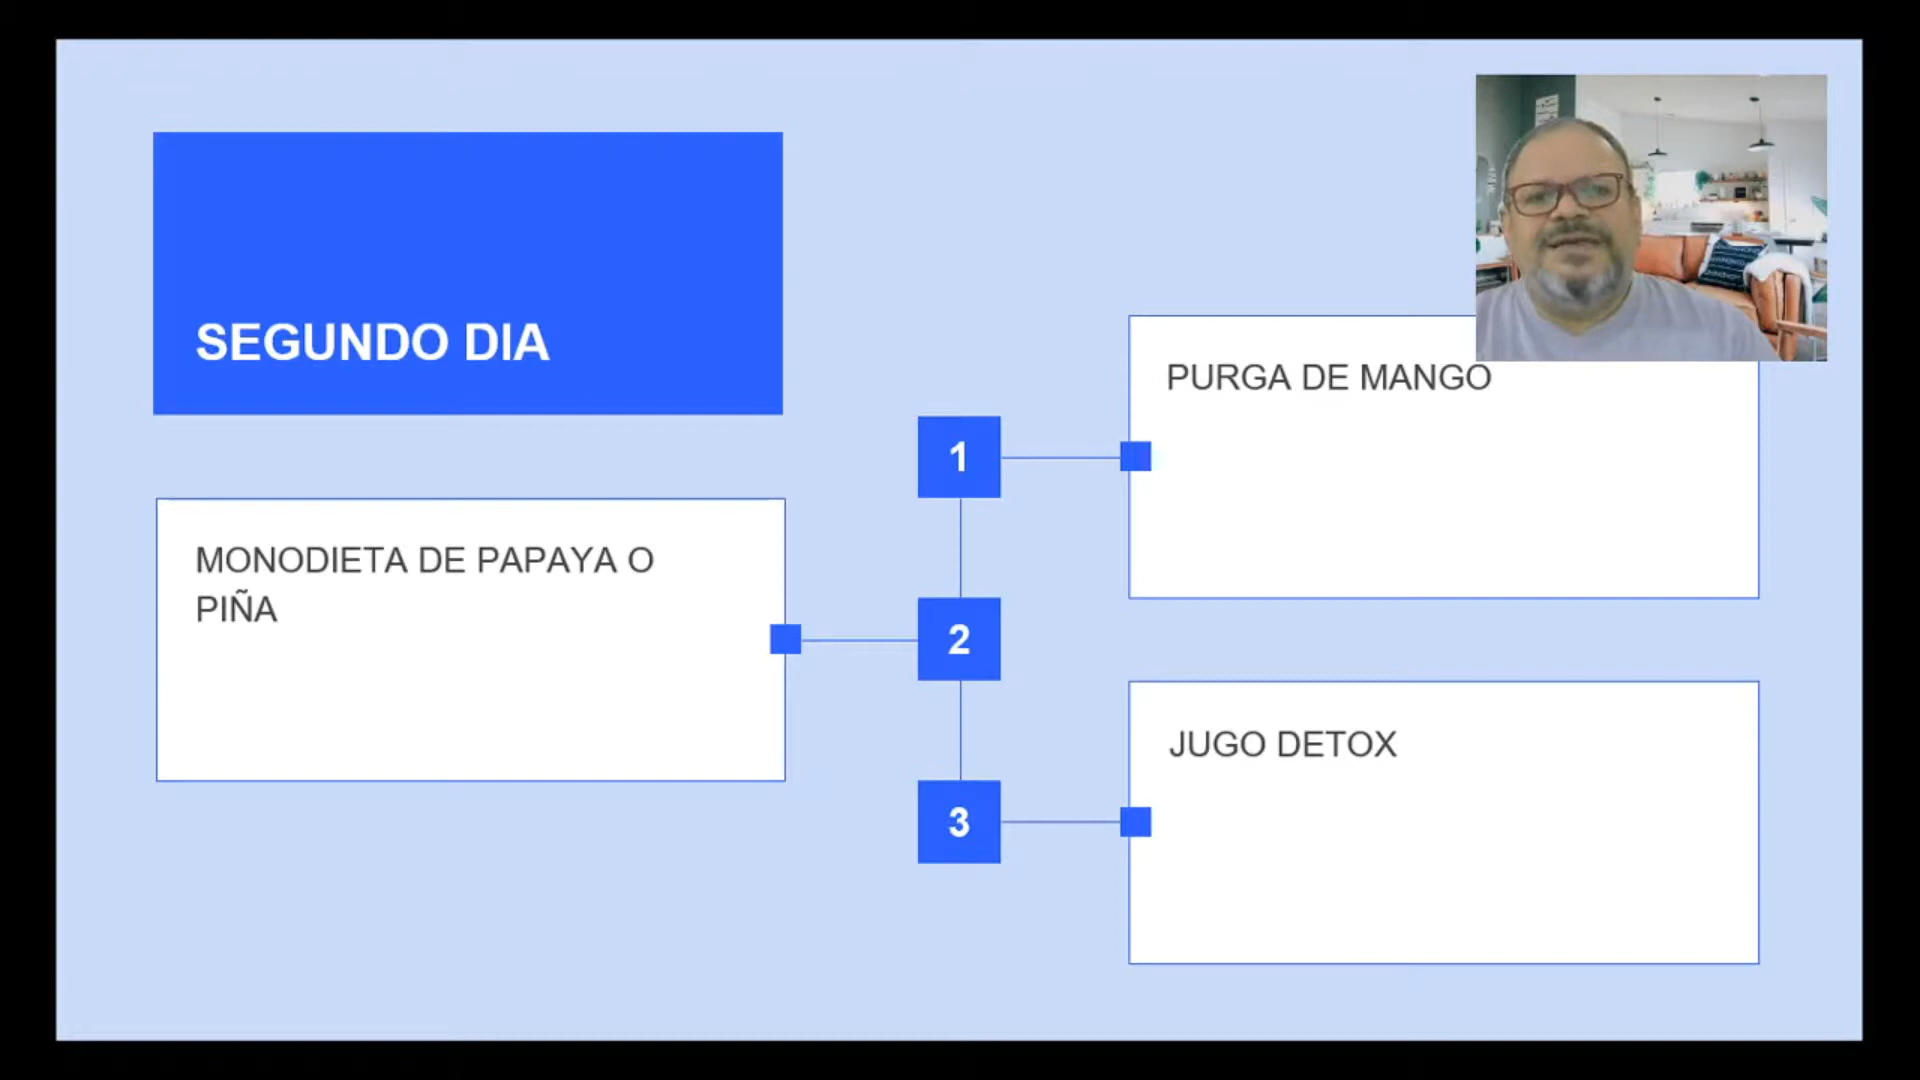 SEGUNDO DIA
1
PURGA DE MANGO
MONODIETA DE PAPAYA O
PIÑA
2
3
JUGO DETOX